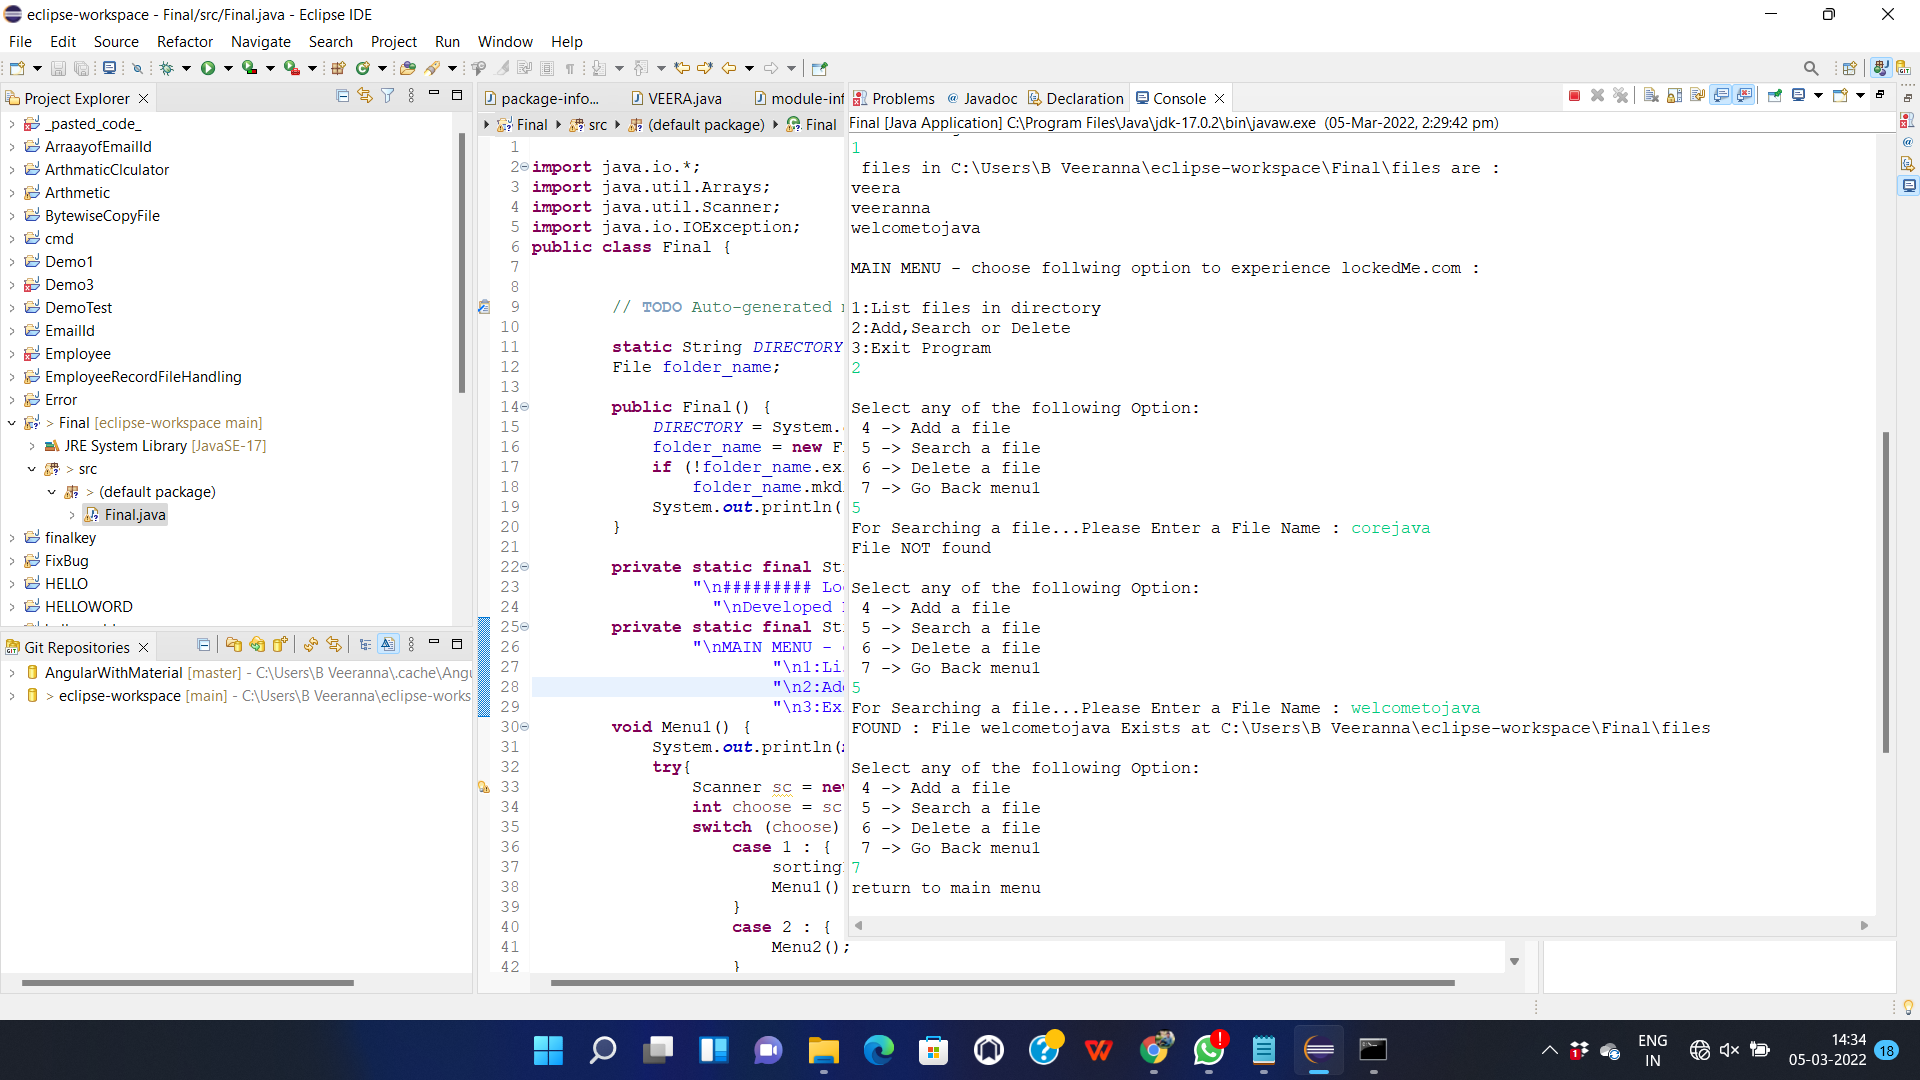 eclipse-workspace - Final/src/Final.java - Eclipse IDE
File Edit Source Refactor Navigate Search Project Run Window Help
Project Explorer
_pasted_code_
ArraayofEmailId
ArthmaticClculator
Arthmetic
BytewiseCopyFile
cmd
Demo1
Demo3
DemoTest
EmailId
Employee
EmployeeRecordFileHandling
Error
> Final [eclipse-workspace main]
JRE System Library [JavaSE-17]
> src
> (default package)
Final.java
finalkey
FixBug
HELLO
HELLOWORD
Git Repositories
AngularWithMaterial [master] - C:\Users\B Veeranna\.cache\Angu
> eclipse-workspace [main] - C:\Users\B Veeranna\eclipse-works
package-info... VEERA.java module-inf
Final src (default package) Final
1
2 import java.io.*;
3 import java.util.Arrays;
4 import java.util.Scanner;
5 import java.io.IOException;
6 public class Final {
7
8
9 // TODO Auto-generated
10
11 static String DIRECTORY
12 File folder_name;
13
14 public Final() {
15 DIRECTORY = System.
16 folder_name = new F
17 if (!folder_name.ex
18 folder_name.mkd
19 System.out.println(
20 }
21
22 private static final St
23 "\n######### Lo
24 "\nDeveloped
25 private static final St
26 "\nMAIN MENU -
27 "\n1:Li
28 "\n2:Ad
29 "\n3:Ex
30 void Menu1() {
31 System.out.println(
32 try{
33 Scanner sc = new
34 int choose = sc
35 switch (choose)
36 case 1 : {
37 sorting
38 Menu1()
39 }
40 case 2 : {
41 Menu2();
42 }
Problems @ Javadoc Declaration Console
Final [Java Application] C:\Program Files\Java\jdk-17.0.2\bin\javaw.exe (05-Mar-2022, 2:29:42 pm)
1
files in C:\Users\B Veeranna\eclipse-workspace\Final\files are :
veera
veeranna
welcometojava
MAIN MENU - choose follwing option to experience lockedMe.com :
1:List files in directory
2:Add,Search or Delete
3:Exit Program
2
Select any of the following Option:
4 -> Add a file
5 -> Search a file
6 -> Delete a file
7 -> Go Back menu1
5
For Searching a file...Please Enter a File Name : corejava
File NOT found
Select any of the following Option:
4 -> Add a file
5 -> Search a file
6 -> Delete a file
7 -> Go Back menu1
5
For Searching a file...Please Enter a File Name : welcometojava
FOUND : File welcometojava Exists at C:\Users\B Veeranna\eclipse-workspace\Final\files
Select any of the following Option:
4 -> Add a file
5 -> Search a file
6 -> Delete a file
7 -> Go Back menu1
7
return to main menu
ENG
IN
14:34
05-03-2022
18